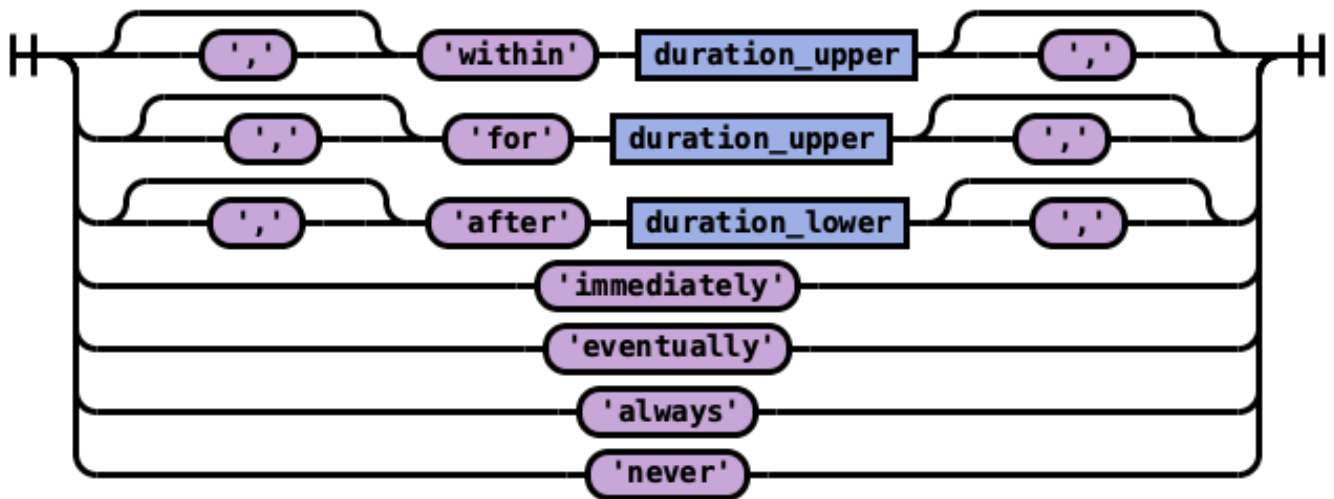 ',' 'within' duration_upper ','
',' 'for' duration_upper ','
',' 'after' duration_lower ','
'immediately'
'eventually'
'always'
'never'